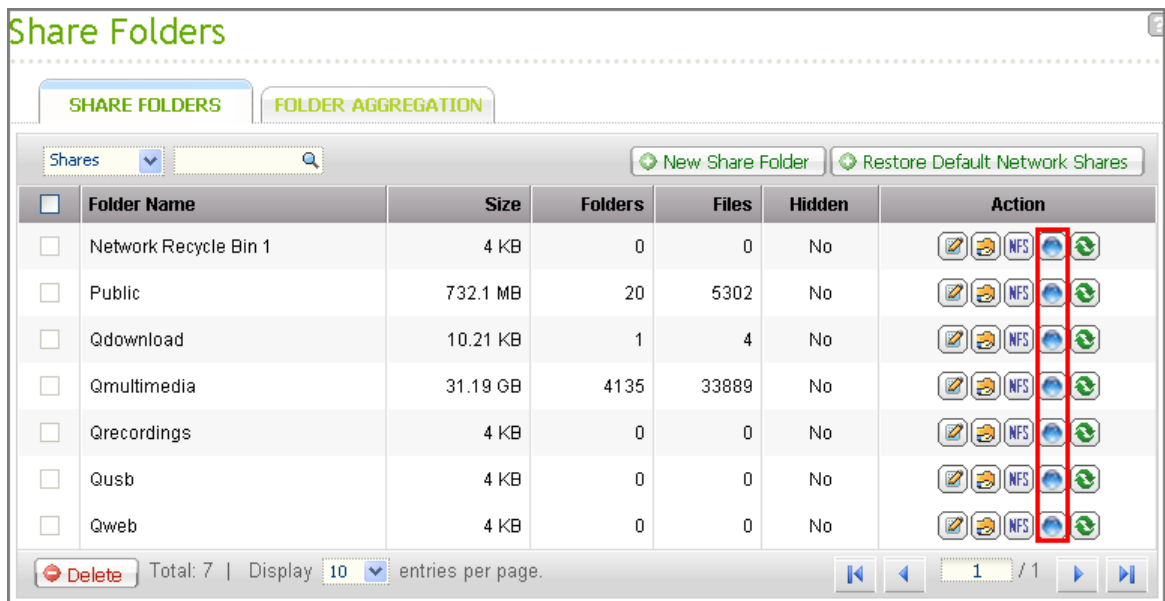 Share Folders
?
SHARE FOLDERS FOLDER AGGREGATION
Shares New Share Folder Restore Default Network Shares
Folder Name Size Folders Files Hidden Action
Network Recycle Bin 1 4 KB 0 0 No NFS
Public 732.1 MB 20 5302 No NFS
Qdownload 10.21 KB 1 4 No NFS
Qmultimedia 31.19 GB 4135 33889 No NFS
Qrecordings 4 KB 0 0 No NFS
Qusb 4 KB 0 0 No NFS
Qweb 4 KB 0 0 No NFS
Delete Total: 7 | Display 10 entries per page. 1 / 1